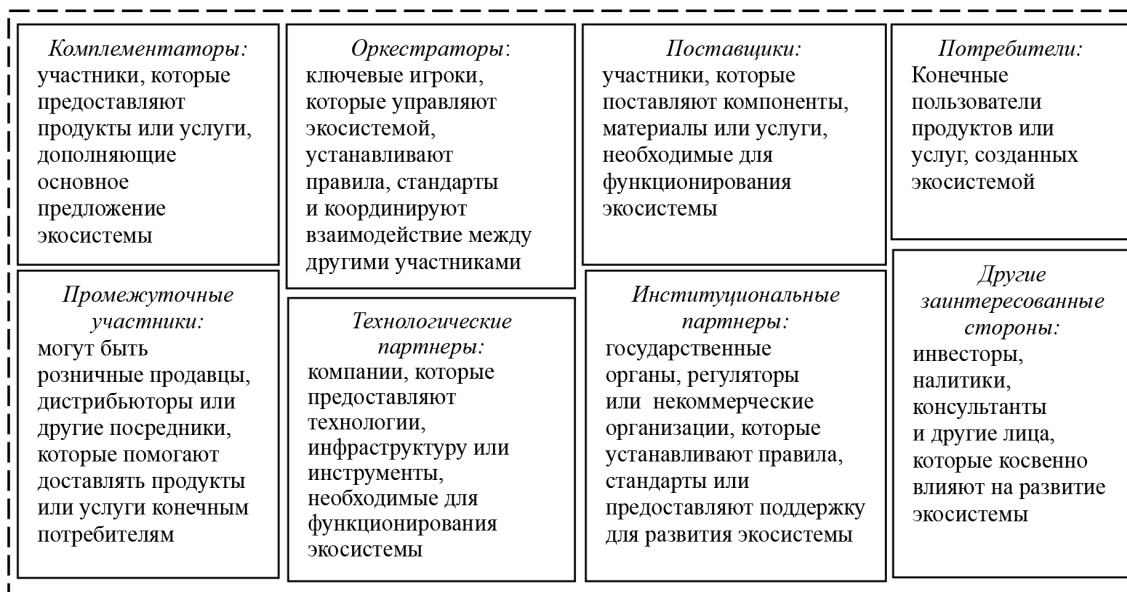 Комплементаторы:
участники, которые
предоставляют
продукты или услуги,
дополняющие
основное
предложение
экосистемы
Оркестраторы:
ключевые игроки,
которые управляют
экосистемой,
устанавливают
правила, стандарты
и координируют
взаимодействие между
другими участниками
Поставщики:
участники, которые
поставляют компоненты,
материалы или услуги,
необходимые для
функционирования
экосистемы
Потребители:
Конечные
пользователи
продуктов или
услуг, созданных
экосистемой
Промежуточные
участники:
могут быть
розничные продавцы,
дистрибьюторы или
другие посредники,
которые помогают
доставлять продукты
или услуги конечным
потребителям
Технологические
партнеры:
компании, которые
предоставляют
технологии,
инфраструктуру или
инструменты,
необходимые для
функционирования
экосистемы
Институциональные
партнеры:
государственные
органы, регуляторы
или некоммерческие
организации, которые
устанавливают правила,
стандарты или
предоставляют поддержку
для развития экосистемы
Другие
заинтересованные
стороны:
инвесторы,
налитики,
консультанты
и другие лица,
которые косвенно
влияют на развитие
экосистемы